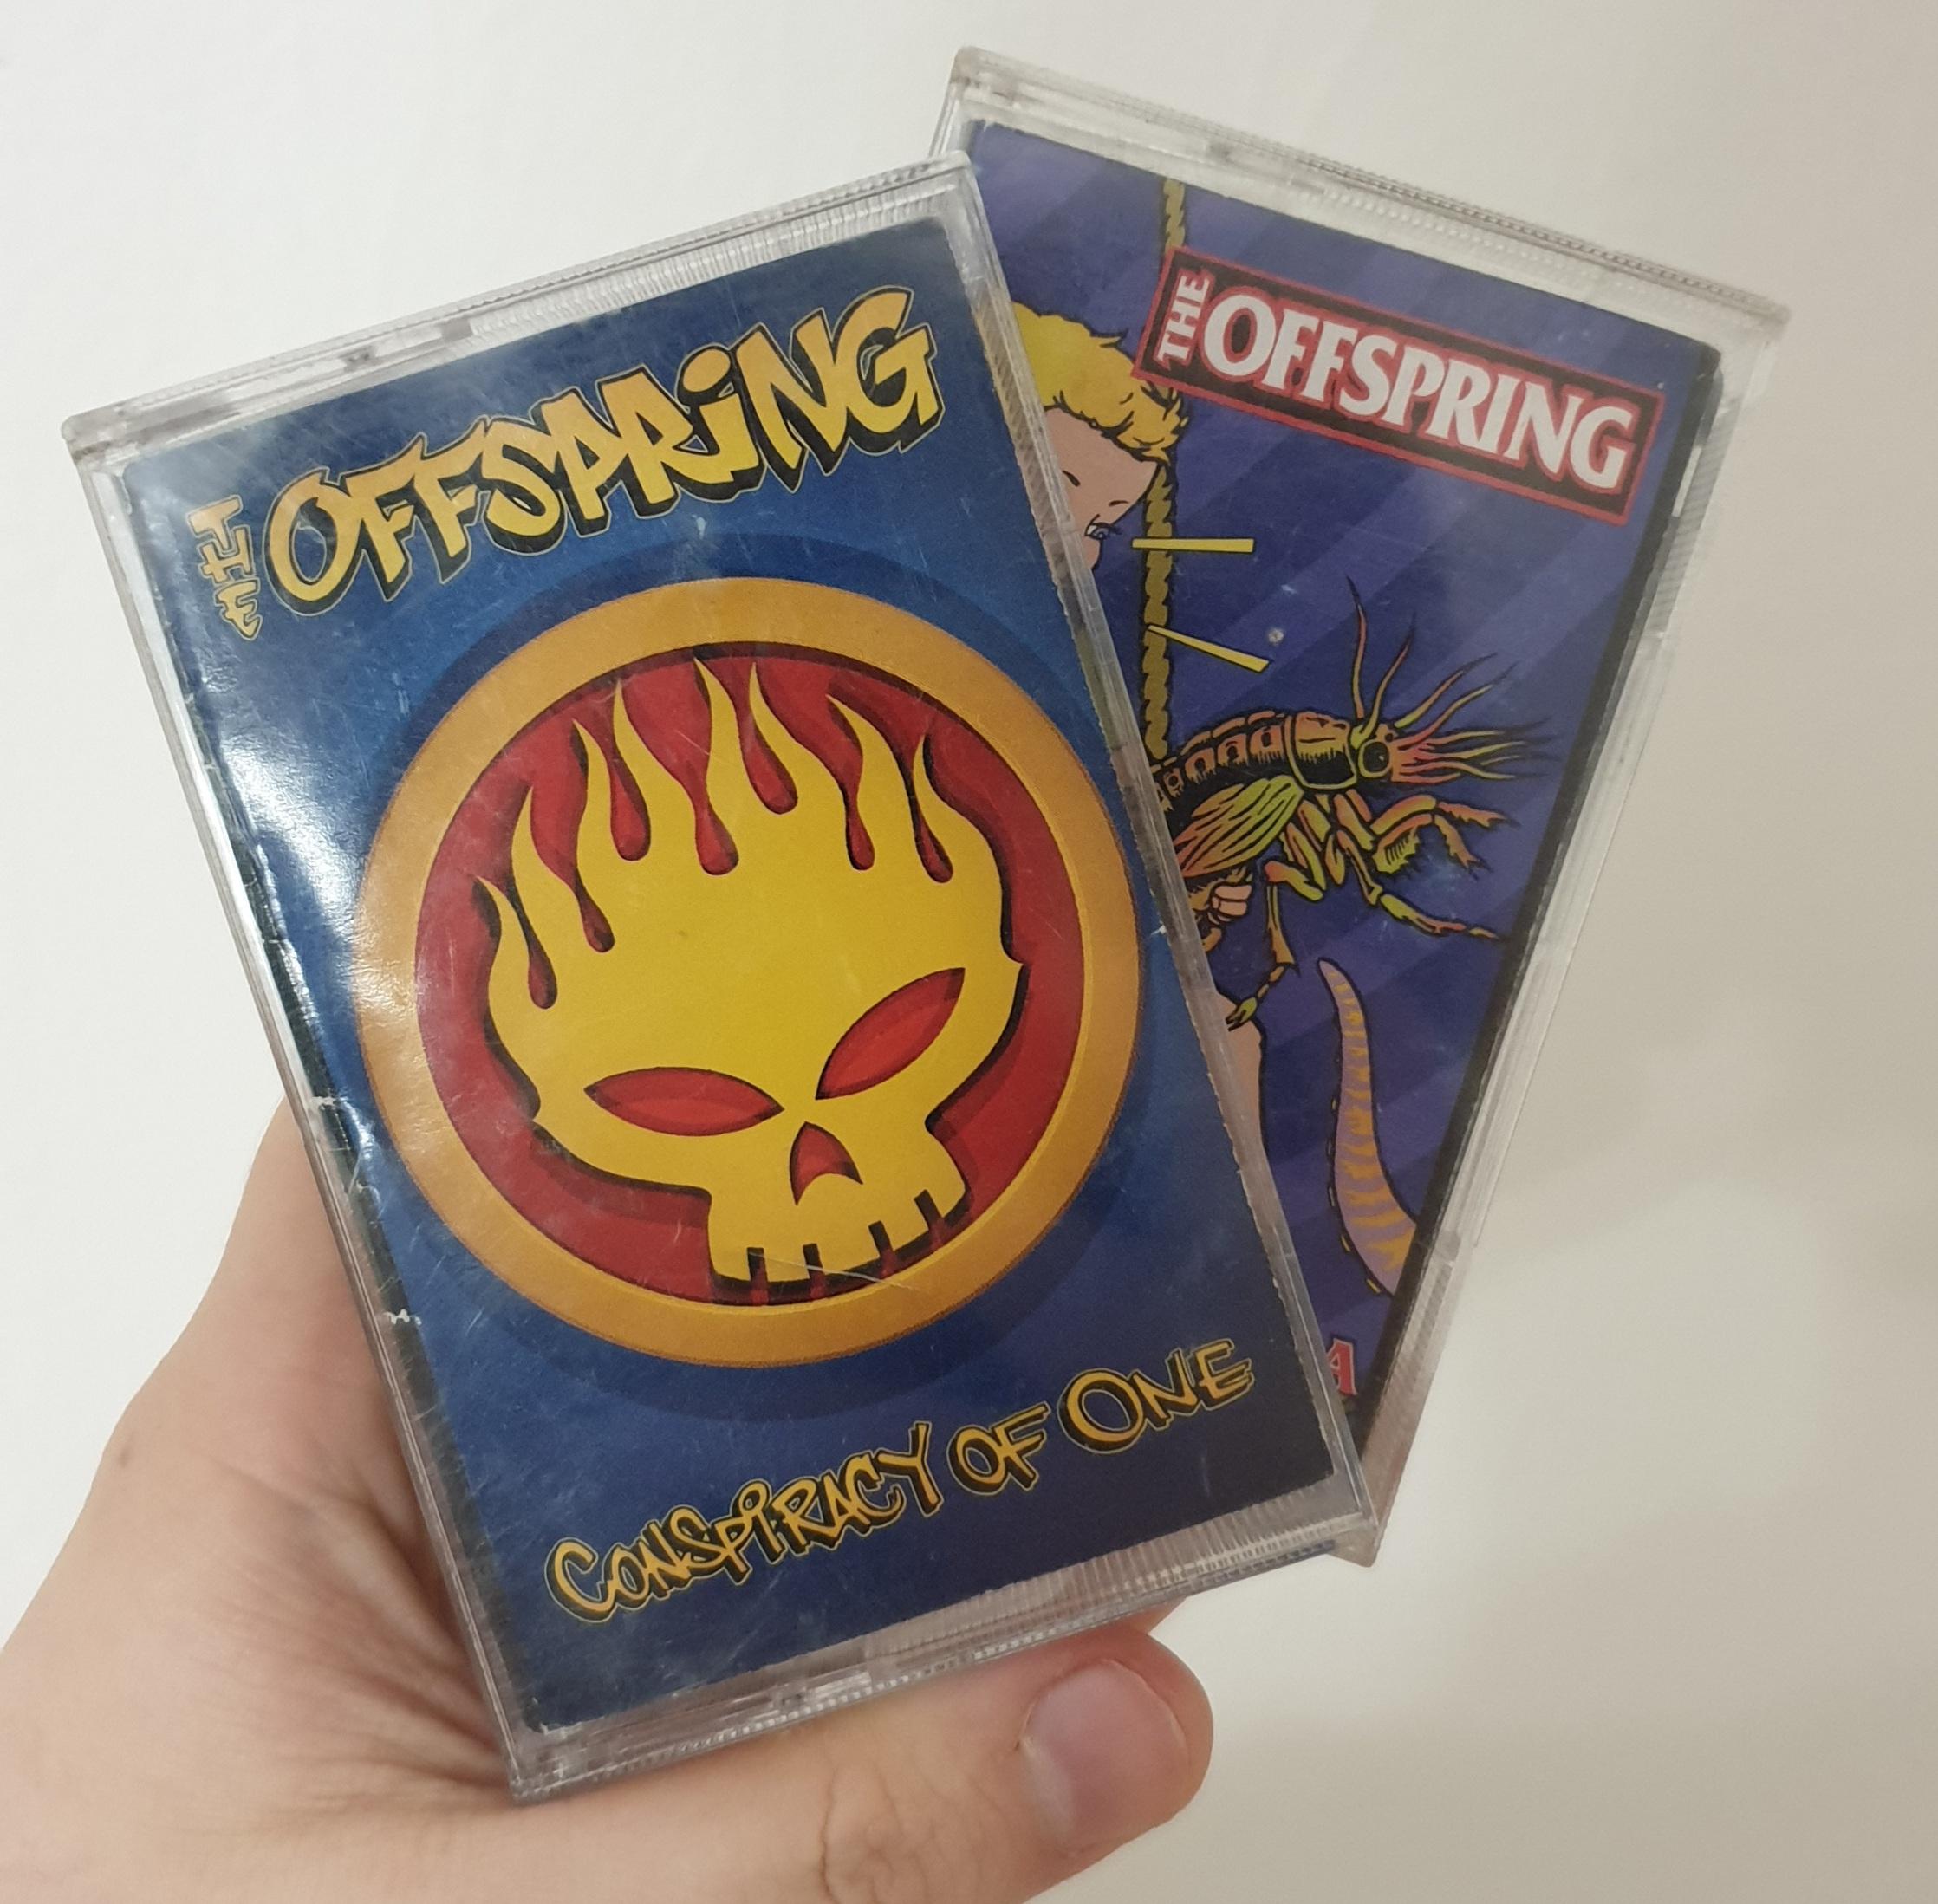 THE OFFSPRING
CONSPIRACY OF ONE
THE OFFSPRING
A